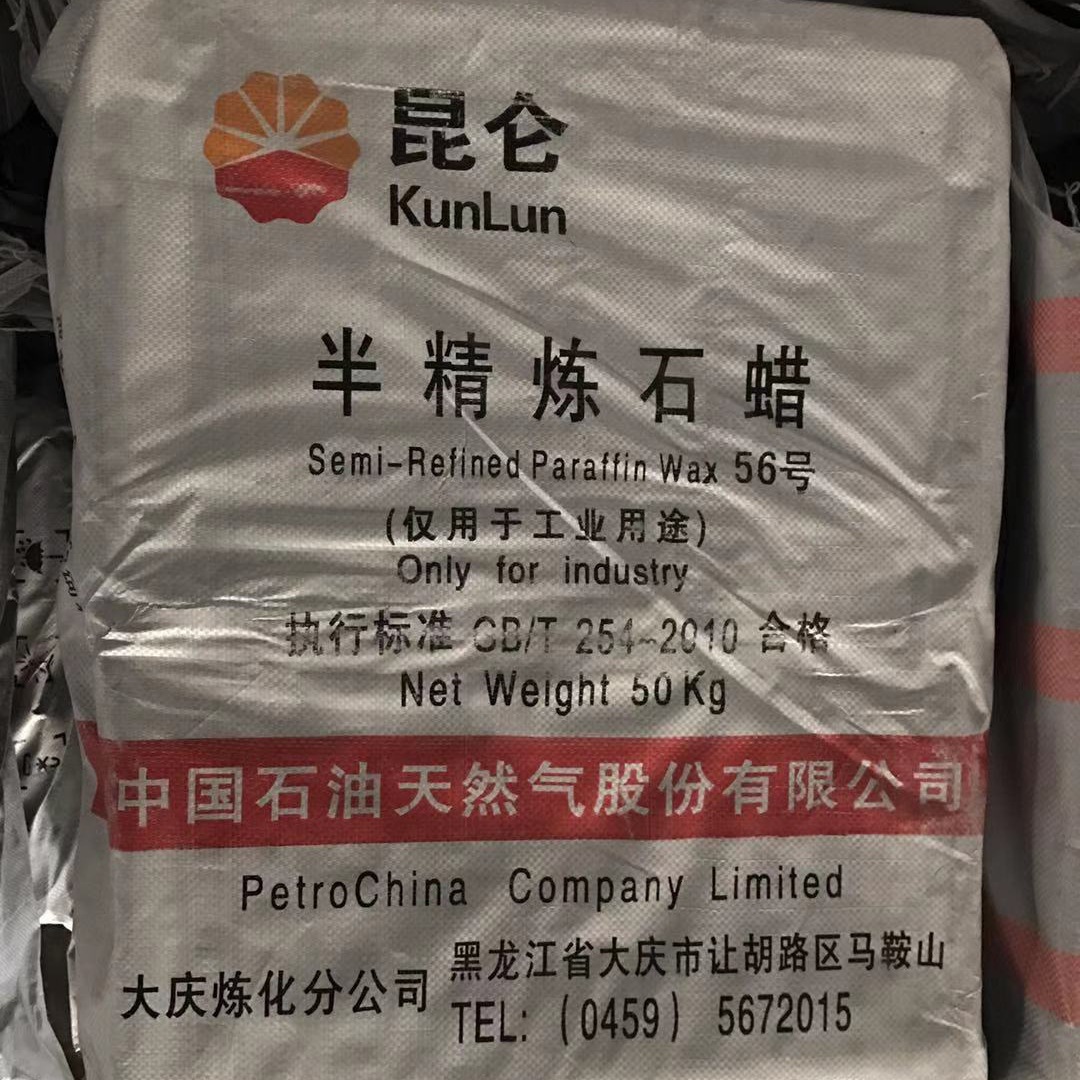 昆仑
KunLun
半精炼石蜡
Semi-Refined Paraffin Wax 56号
(仅用于工业用途)
Only for industry
执行标准 GB/T 254~2010 合格
Net Weight 50Kg
中国石油天然气股份有限公司
PetroChina Company Limited
大庆炼化分公司
黑龙江省大庆市让胡路区马鞍山
TEL: (0459) 5672015